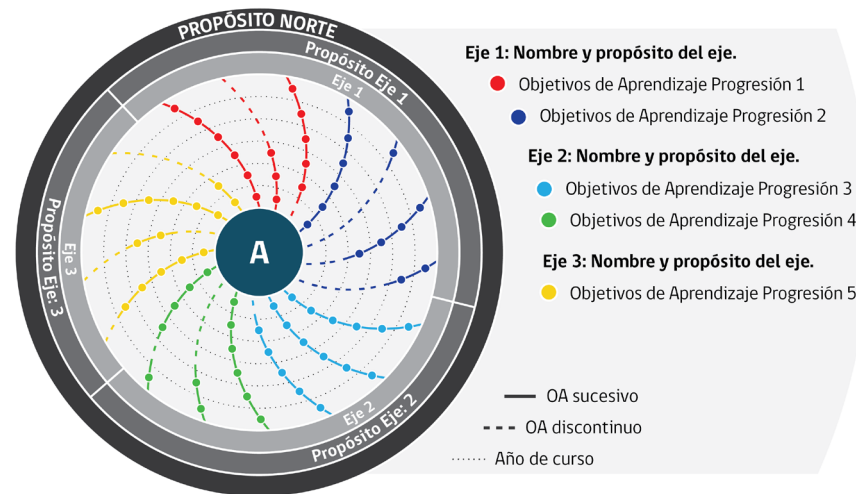 PROPÓSITO NORTE
Propósito Eje 1
Eje 1
Propósito Eje: 3
Eje 3
A
Eje 2
Propósito Eje: 2
Eje 1: Nombre y propósito del eje.
Objetivos de Aprendizaje Progresión 1
Objetivos de Aprendizaje Progresión 2
Eje 2: Nombre y propósito del eje.
Objetivos de Aprendizaje Progresión 3
Objetivos de Aprendizaje Progresión 4
Eje 3: Nombre y propósito del eje.
Objetivos de Aprendizaje Progresión 5
OA sucesivo
OA discontinuo
Año de curso